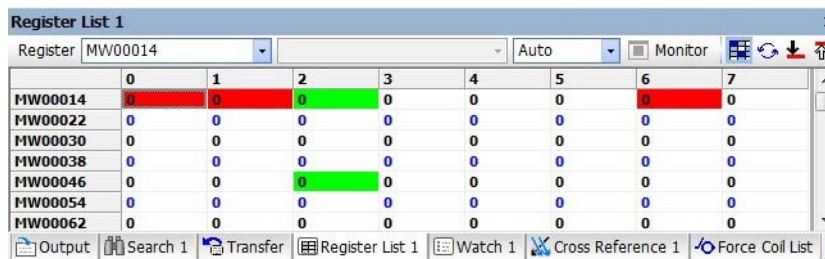 Register List 1
Register MW00014 Auto Monitor
0 1 2 3 4 5 6 7
MW00014 0 0 0 0 0 0 0 0
MW00022 0 0 0 0 0 0 0 0
MW00030 0 0 0 0 0 0 0 0
MW00038 0 0 0 0 0 0 0 0
MW00046 0 0 0 0 0 0 0 0
MW00054 0 0 0 0 0 0 0 0
MW00062 0 0 0 0 0 0 0 0
Output Search 1 Transfer Register List 1 Watch 1 Cross Reference 1 Force Coil List